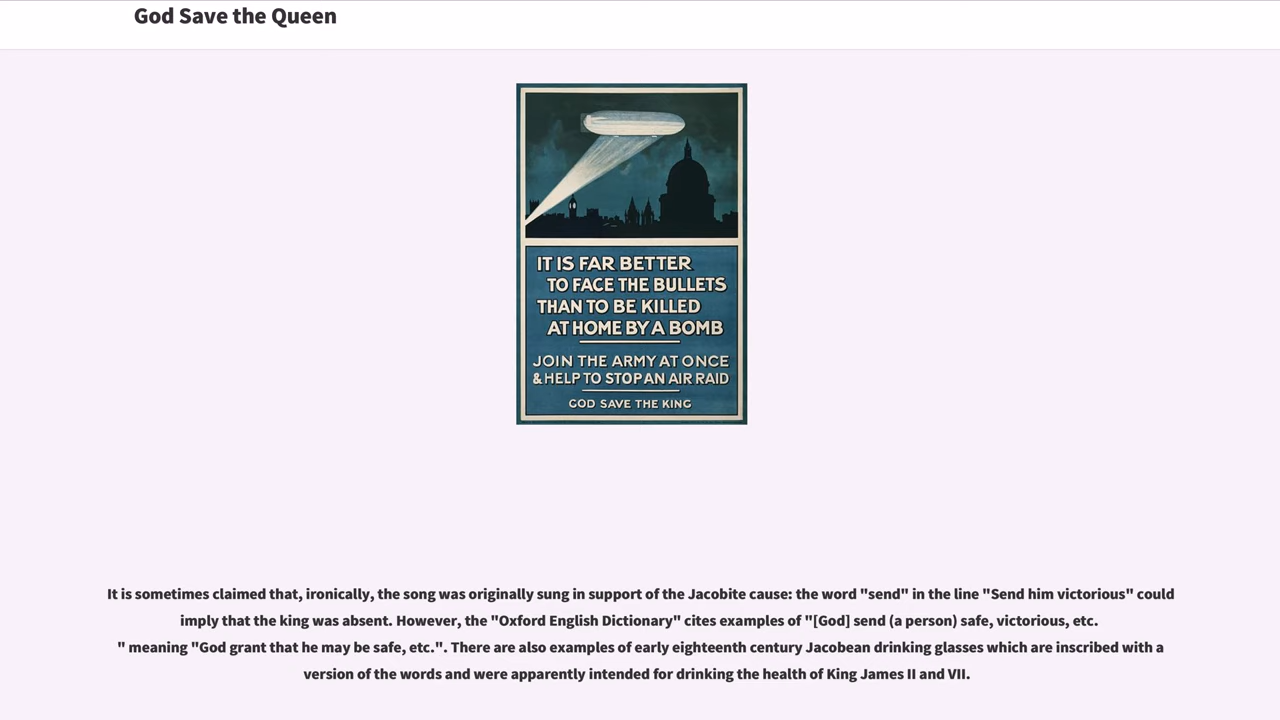 God Save the Queen
IT IS FAR BETTER
TO FACE THE BULLETS
THAN TO BE KILLED
AT HOME BY A BOMB
JOIN THE ARMY AT ONCE
& HELP TO STOP AN AIR RAID
GOD SAVE THE KING
It is sometimes claimed that, ironically, the song was originally sung in support of the Jacobite cause: the word "send" in the line "Send him victorious" could
imply that the king was absent. However, the "Oxford English Dictionary" cites examples of "[God] send (a person) safe, victorious, etc.
" meaning "God grant that he may be safe, etc.". There are also examples of early eighteenth century Jacobean drinking glasses which are inscribed with a
version of the words and were apparently intended for drinking the health of King James II and VII.